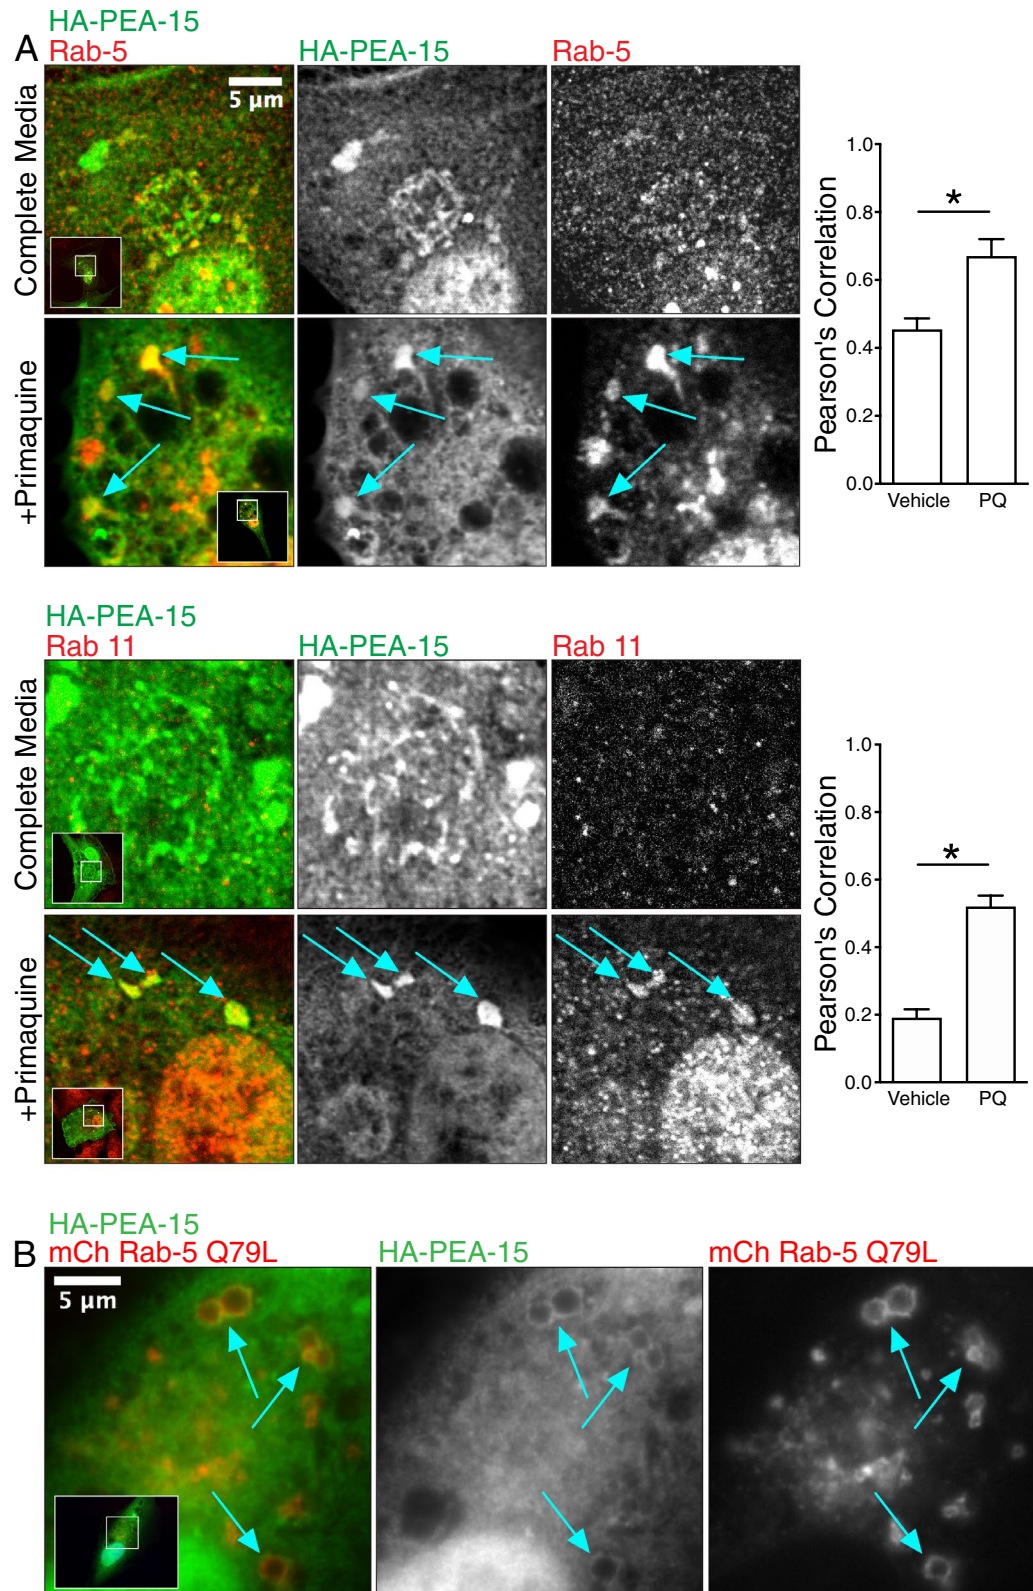 HA-PEA-15
A Rab-5 HA-PEA-15 Rab-5
Complete Media
5 µm
+Primaquine
Pearson's Correlation
1.0
0.8
0.6
0.4
0.2
0.0
*
Vehicle PQ
HA-PEA-15
Rab 11 HA-PEA-15 Rab 11
Complete Media
+Primaquine
Pearson's Correlation
1.0
0.8
0.6
0.4
0.2
0.0
*
Vehicle PQ
HA-PEA-15
B mCh Rab-5 Q79L HA-PEA-15 mCh Rab-5 Q79L
5 µm